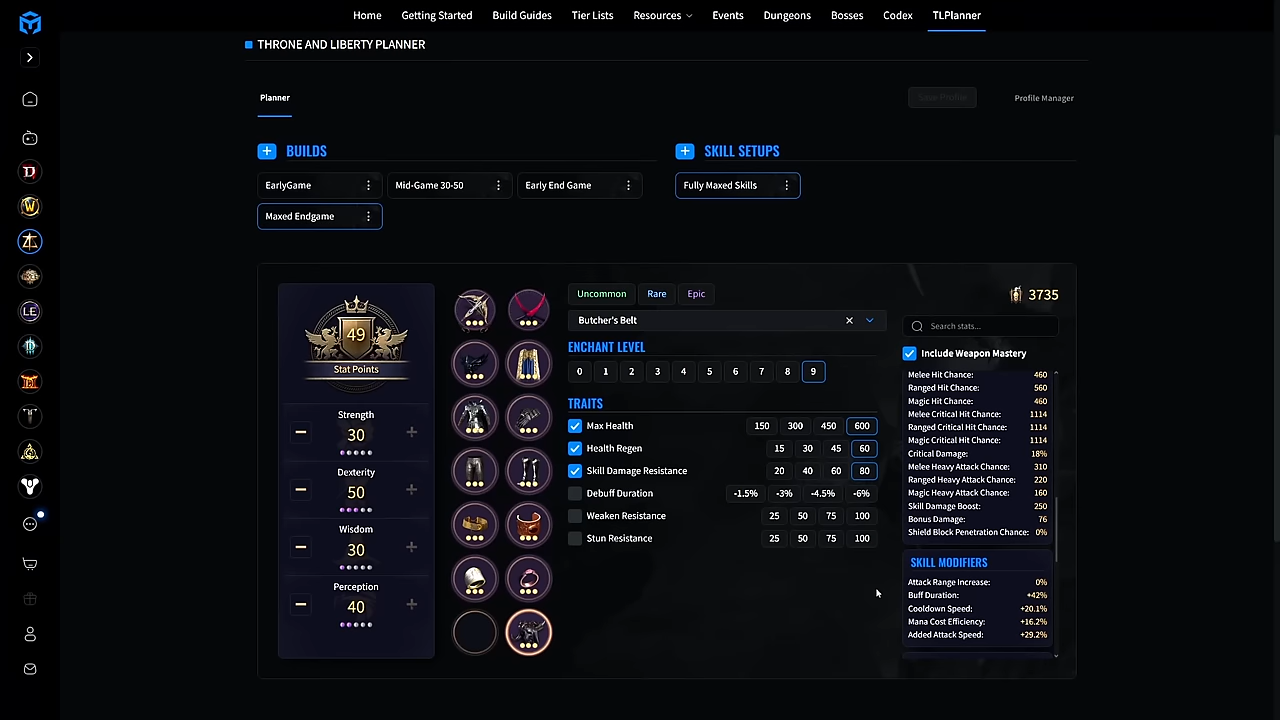 Home Getting Started Build Guides Tier Lists Resources Events Dungeons Bosses Codex TLPlanner
THRONE AND LIBERTY PLANNER
Planner
Profile Manager
BUILDS
SKILL SETUPS
EarlyGame
Mid-Game 30-50
Early End Game
Fully Maxed Skills
Maxed Endgame
49
Stat Points
Strength
30
Dexterity
50
Wisdom
30
Perception
40
Uncommon Rare Epic
Butcher's Belt
ENCHANT LEVEL
0 1 2 3 4 5 6 7 8 9
TRAITS
Max Health 150 300 450 600
Health Regen 15 30 45 60
Skill Damage Resistance 20 40 60 80
Debuff Duration -1.5% -3% -4.5% -6%
Weaken Resistance 25 50 75 100
Stun Resistance 25 50 75 100
3735
Search stats...
Include Weapon Mastery
Melee Hit Chance: 460
Ranged Hit Chance: 560
Magic Hit Chance: 460
Melee Critical Hit Chance: 1114
Ranged Critical Hit Chance: 1114
Magic Critical Hit Chance: 1114
Critical Damage: 18%
Melee Heavy Attack Chance: 310
Ranged Heavy Attack Chance: 220
Magic Heavy Attack Chance: 160
Skill Damage Boost: 250
Bonus Damage: 76
Shield Block Penetration Chance: 0%
SKILL MODIFIERS
Attack Range Increase: 0%
Buff Duration: +42%
Cooldown Speed: +20.1%
Mana Cost Efficiency: +16.2%
Added Attack Speed: +29.2%
LE